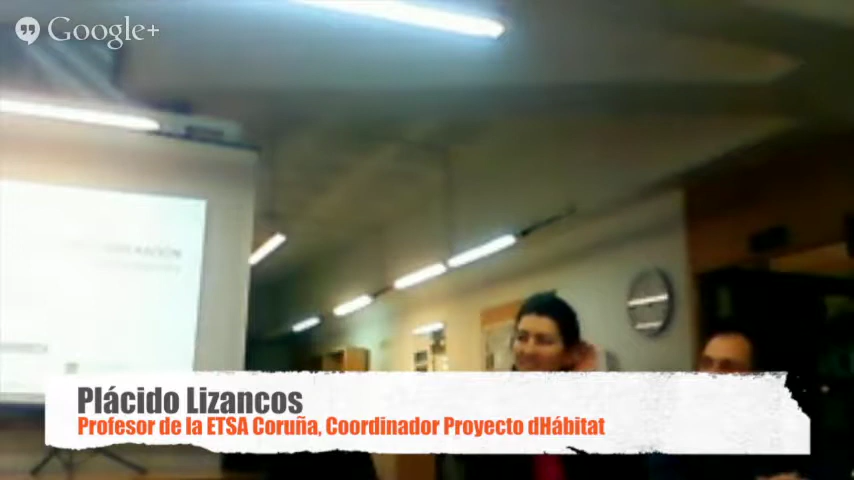 Google+
Plácido Lizancos
Profesor de la ETSA Coruña, Coordinador Proyecto dHábitat